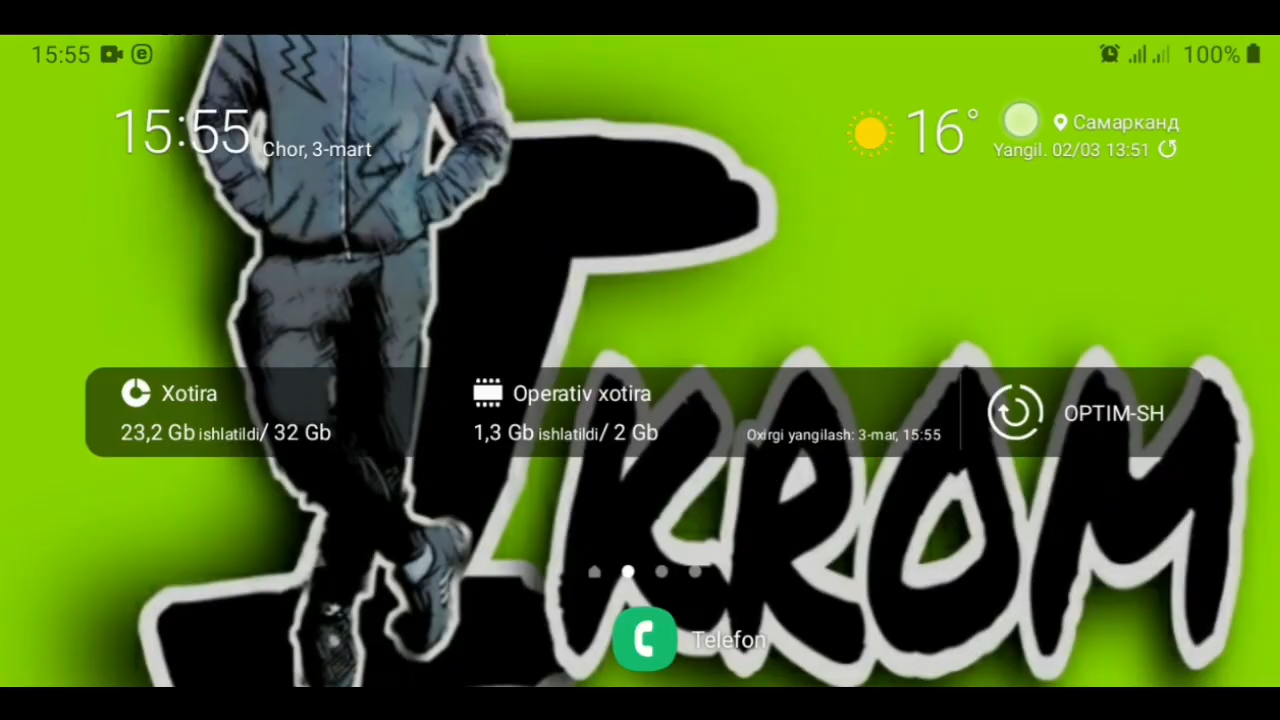 15:55
100%
15:55 Chor, 3-mart
16° Самарканд
Yangil. 02/03 13:51
Xotira
23,2 Gb ishlatildi/ 32 Gb
Operativ xotira
1,3 Gb ishlatildi/ 2 Gb
Oxirgi yangilash: 3-mar, 15:55
OPTIM-SH
IKROM
Telefon